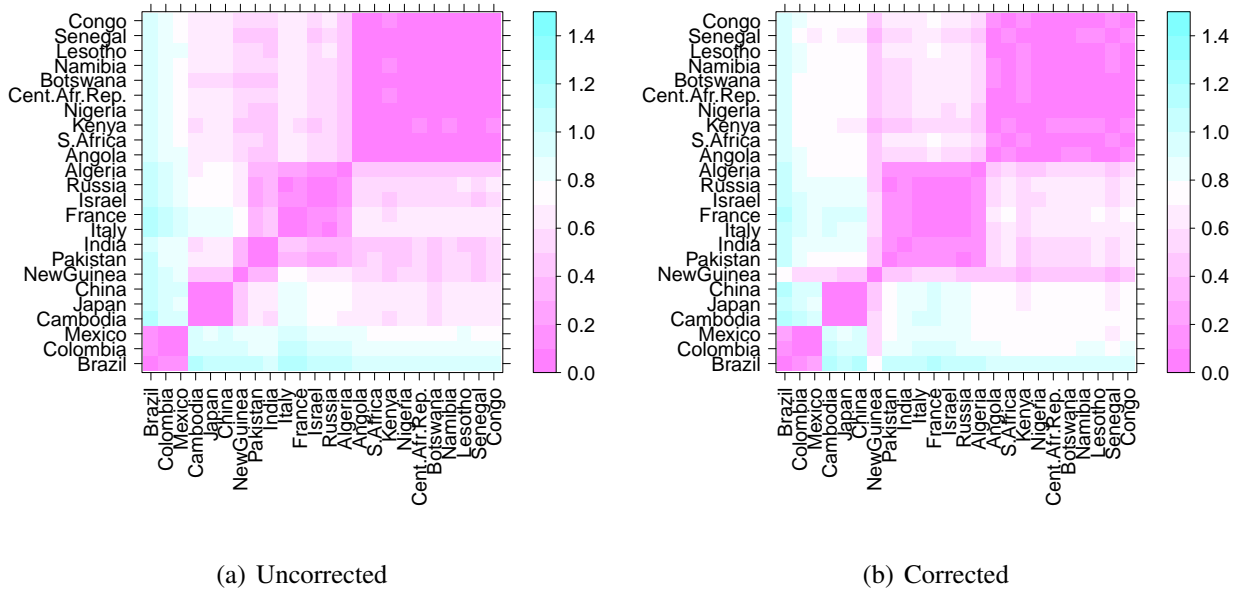 Congo
Senegal
Lesotho
Namibia
Botswana
Cent.Afr.Rep.
Nigeria
Kenya
S.Africa
Angola
Algeria
Russia
Israel
France
Italy
India
Pakistan
NewGuinea
China
Japan
Cambodia
Mexico
Colombia
Brazil
Brazil
Colombia
Mexico
Cambodia
Japan
China
NewGuinea
Pakistan
India
Italy
France
Israel
Russia
Algeria
Angola
S.Africa
Kenya
Nigeria
Cent.Afr.Rep.
Botswana
Namibia
Lesotho
Senegal
Congo
1.4
1.2
1.0
0.8
0.6
0.4
0.2
0.0
(a) Uncorrected
Congo
Senegal
Lesotho
Namibia
Botswana
Cent.Afr.Rep.
Nigeria
Kenya
S.Africa
Angola
Algeria
Russia
Israel
France
Italy
India
Pakistan
NewGuinea
China
Japan
Cambodia
Mexico
Colombia
Brazil
Brazil
Colombia
Mexico
Cambodia
Japan
China
NewGuinea
Pakistan
India
Italy
France
Israel
Russia
Algeria
Angola
S.Africa
Kenya
Nigeria
Cent.Afr.Rep.
Botswana
Namibia
Lesotho
Senegal
Congo
1.4
1.2
1.0
0.8
0.6
0.4
0.2
0.0
(b) Corrected